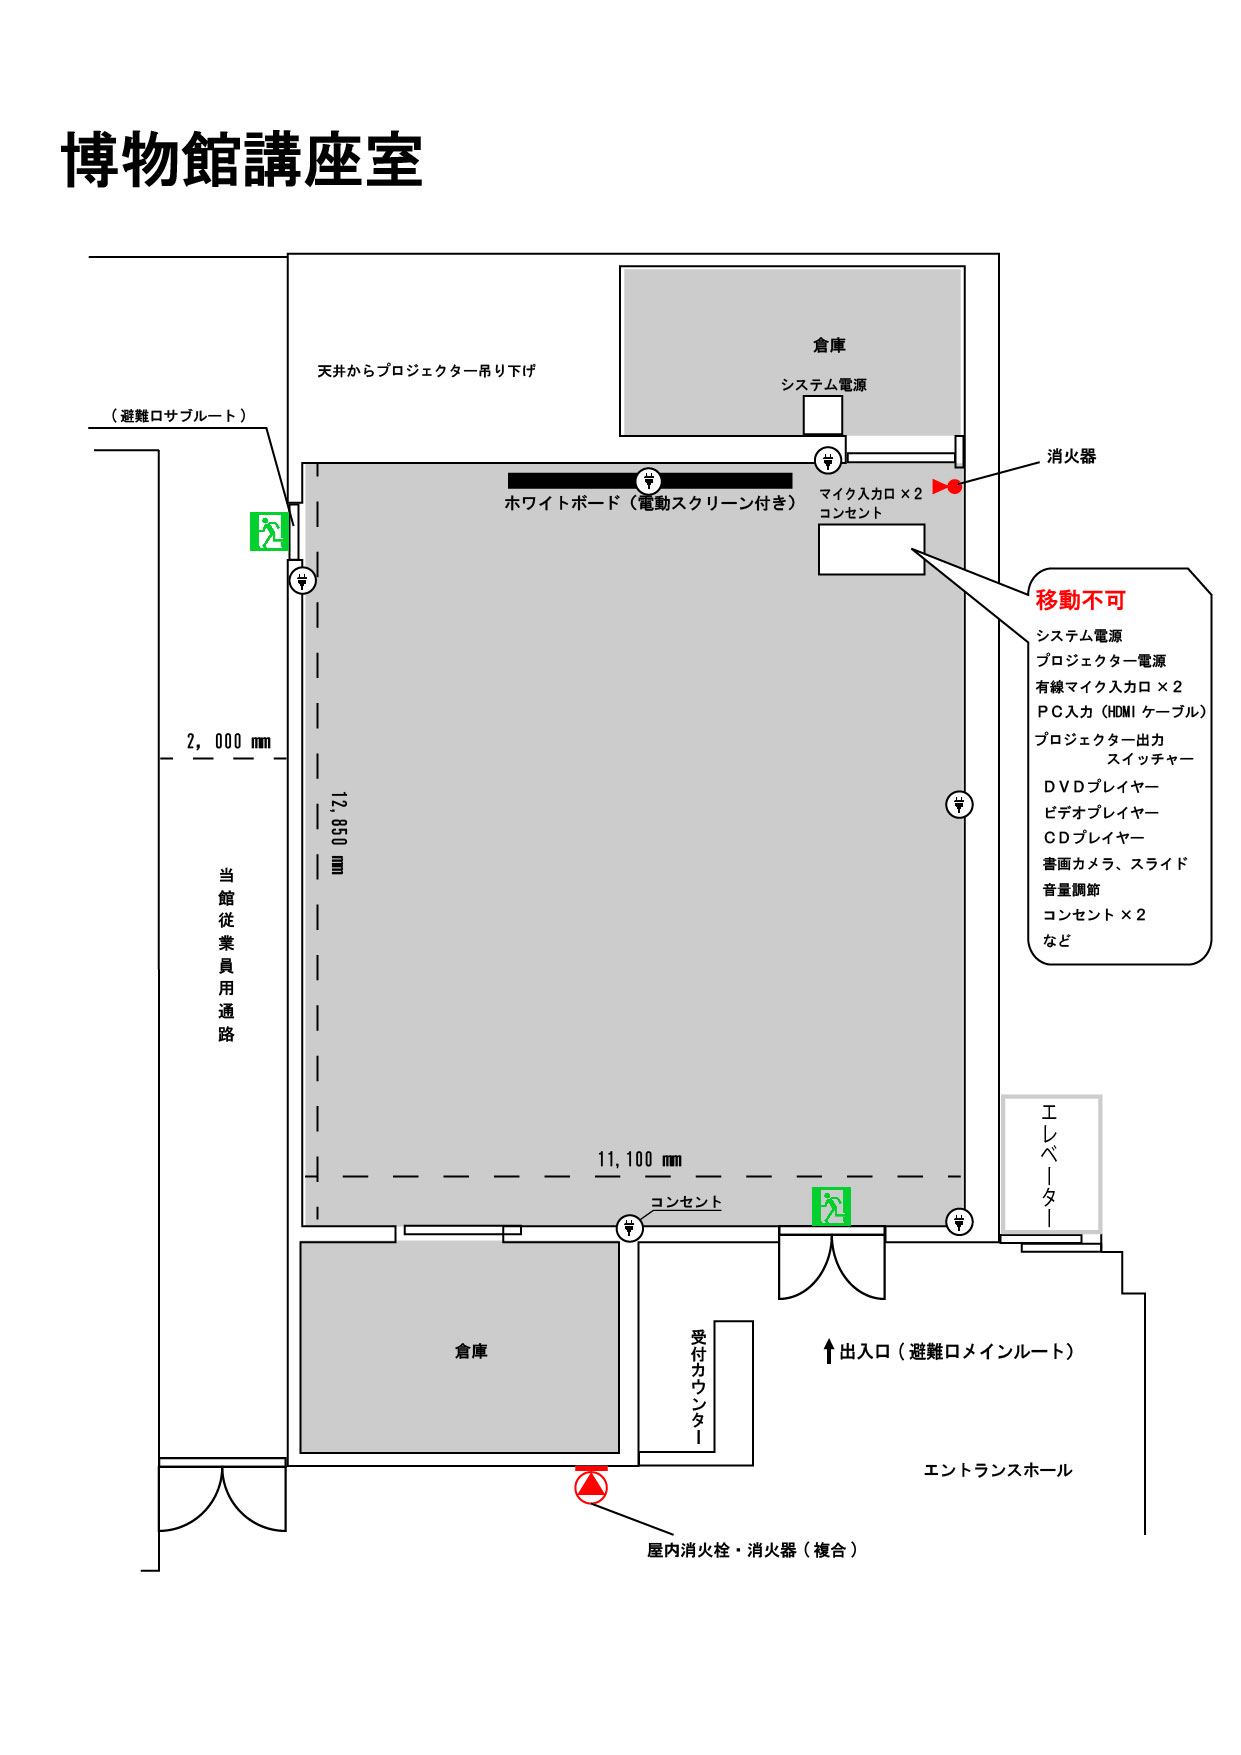 博物館講座室
倉庫
天井からプロジェクター吊り下げ
システム電源
（避難口サブルート）
消火器
ホワイトボード（電動スクリーン付き）
マイク入力口×2
コンセント
移動不可
システム電源
プロジェクター電源
有線マイク入力口×2
PC入力（HDMIケーブル）
プロジェクター出力
スイッチャー
DVDプレイヤー
ビデオプレイヤー
CDプレイヤー
書画カメラ、スライド
音量調節
コンセント×2
など
2,000 mm
12,850 mm
当館従業員用通路
エレベーター
11,100 mm
コンセント
倉庫
受付カウンター
出入口（避難口メインルート）
エントランスホール
屋内消火栓・消火器（複合）